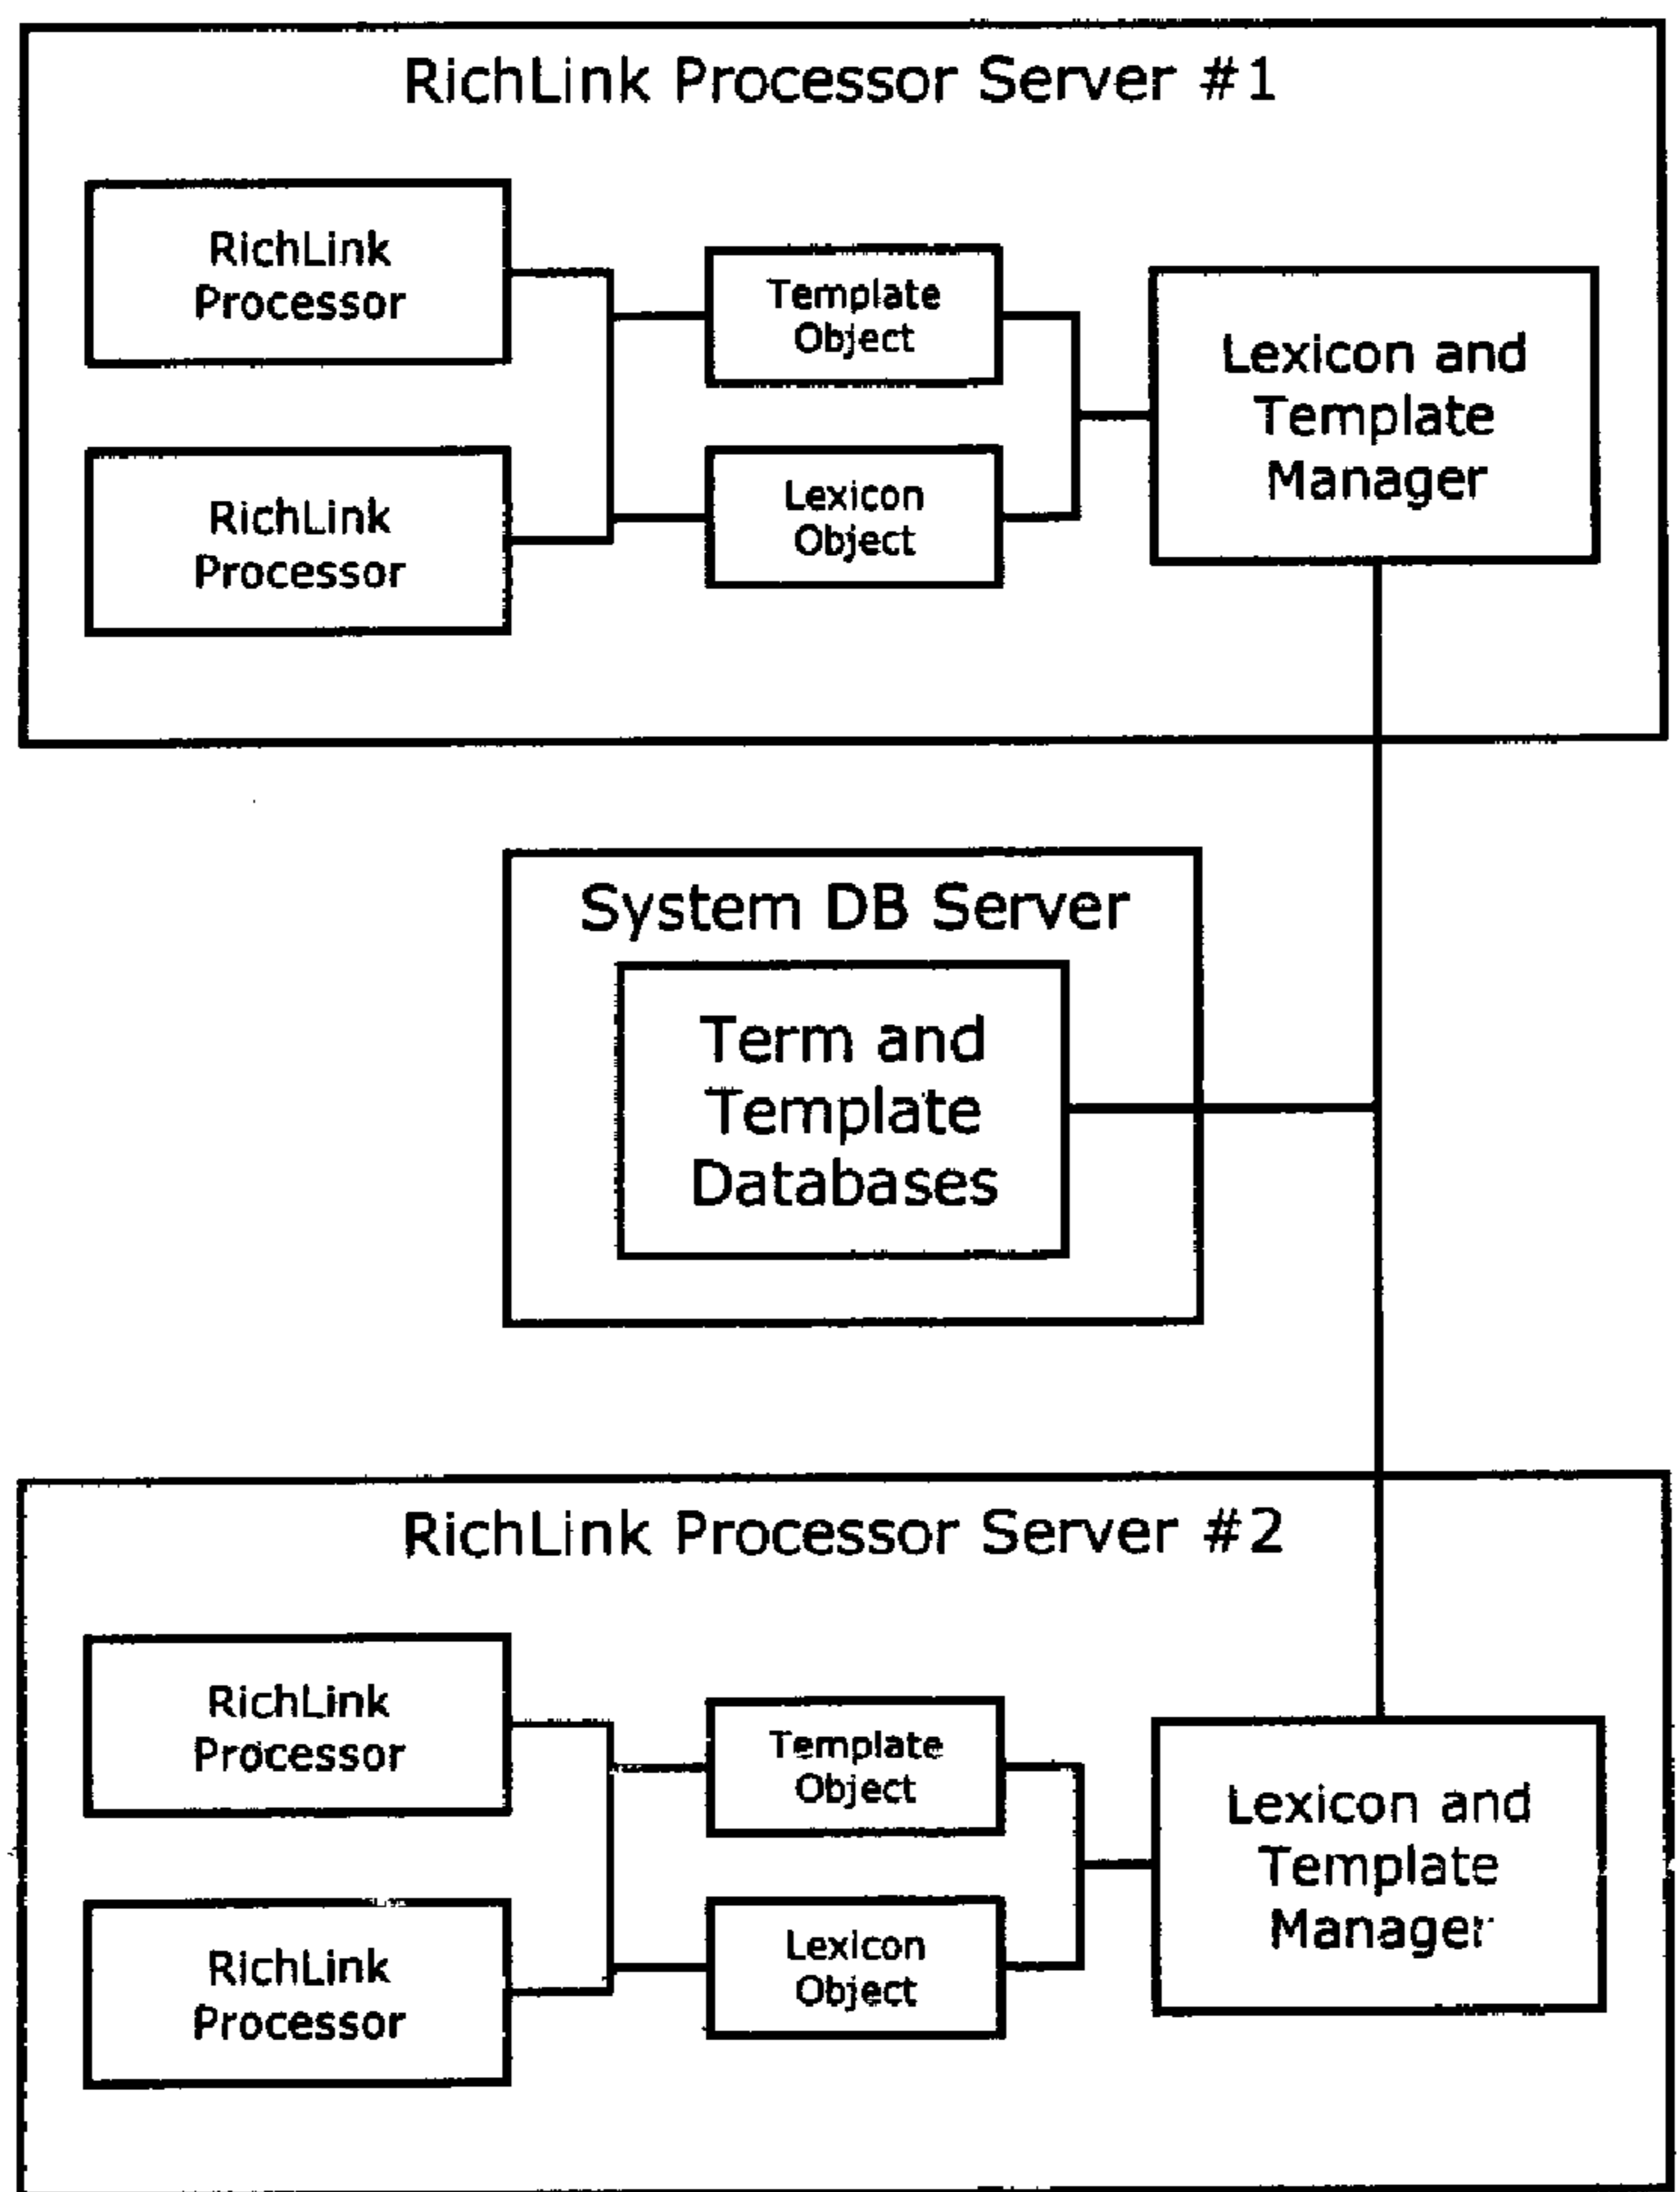 RichLink Processor Server #1
RichLink
Processor
Template
Object
Lexicon and
Template
Manager
RichLink
Processor
Lexicon
Object
System DB Server
Term and
Template
Databases
RichLink Processor Server #2
RichLink
Processor
Template
Object
Lexicon and
Template
Manager
RichLink
Processor
Lexicon
Object